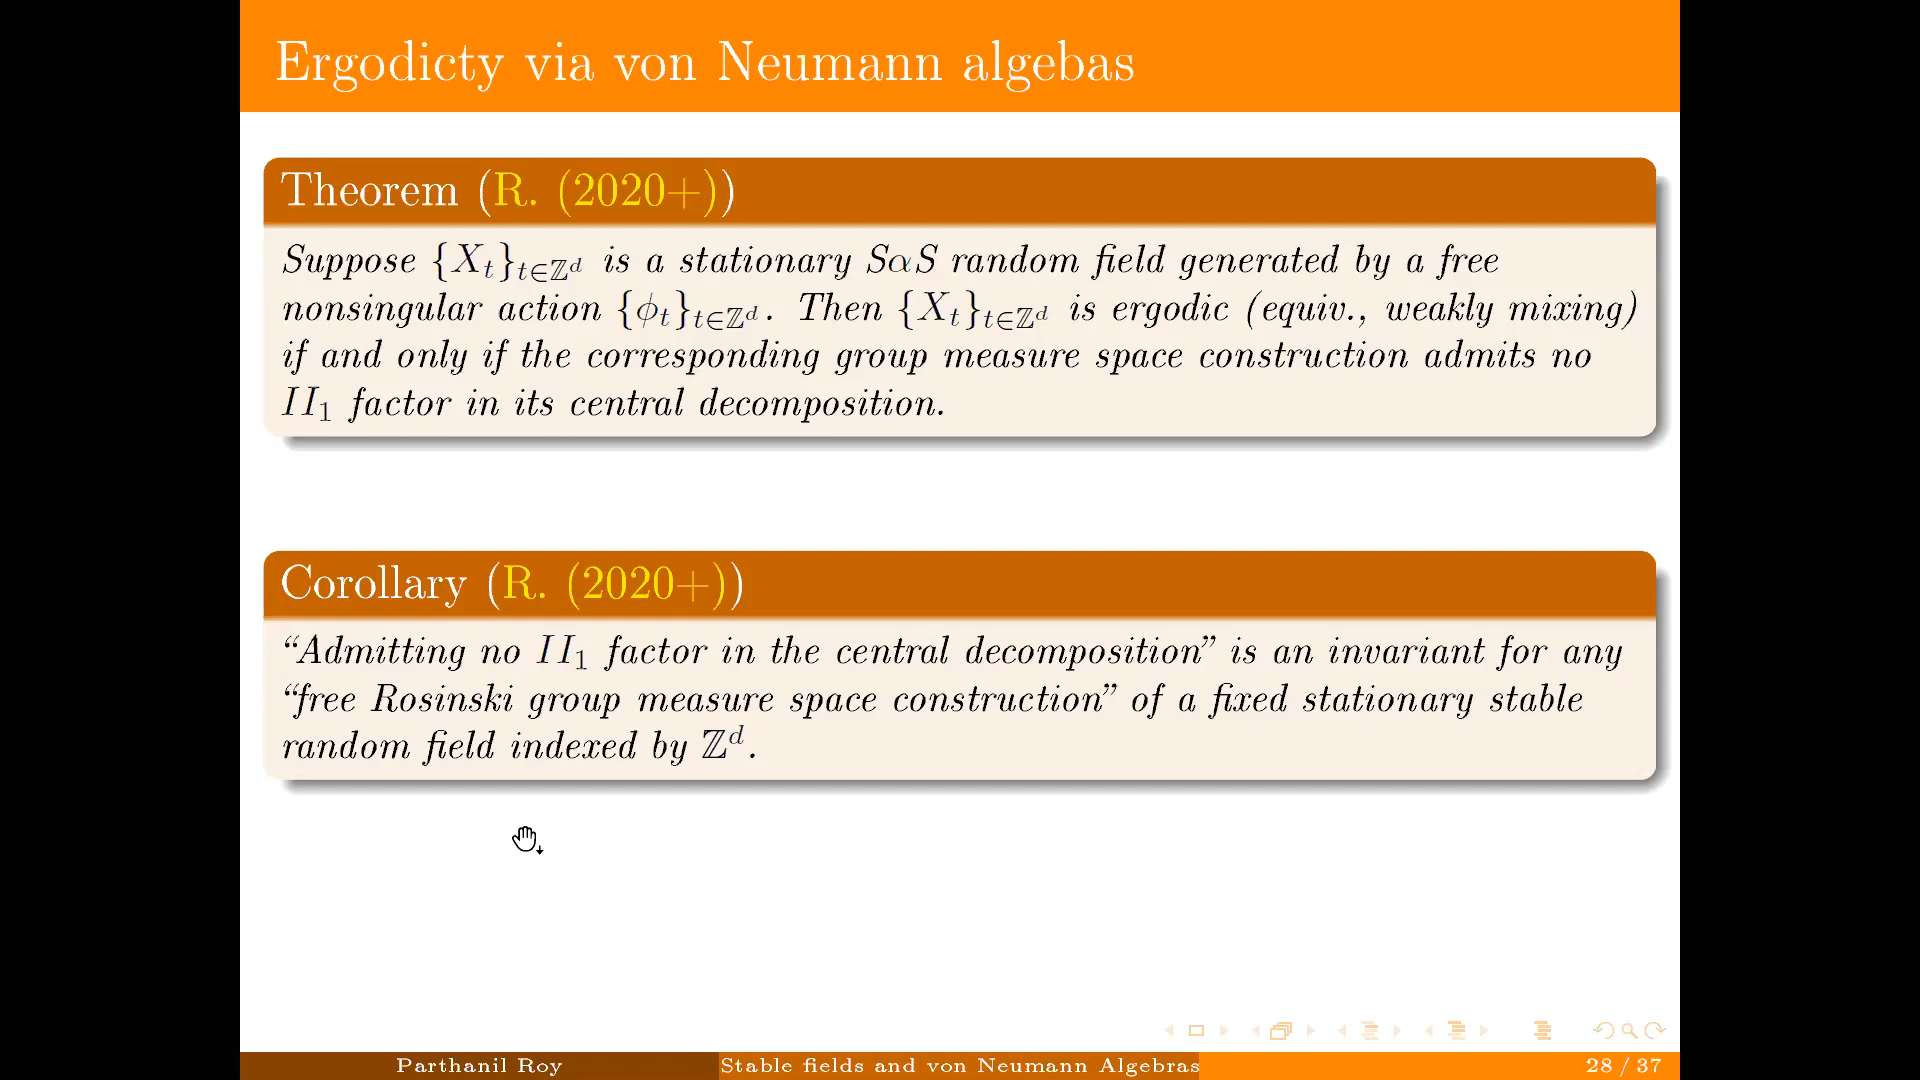 Ergodicty via von Neumann algebas
Theorem (R. (2020+))
Suppose {X_t}_{t∈ℤ^d} is a stationary SαS random field generated by a free
nonsingular action {ϕ_t}_{t∈ℤ^d}. Then {X_t}_{t∈ℤ^d} is ergodic (equiv., weakly mixing)
if and only if the corresponding group measure space construction admits no
II_1 factor in its central decomposition.
Corollary (R. (2020+))
“Admitting no II_1 factor in the central decomposition” is an invariant for any
“free Rosinski group measure space construction” of a fixed stationary stable
random field indexed by ℤ^d.
Parthanil Roy
Stable fields and von Neumann Algebras
28 / 37